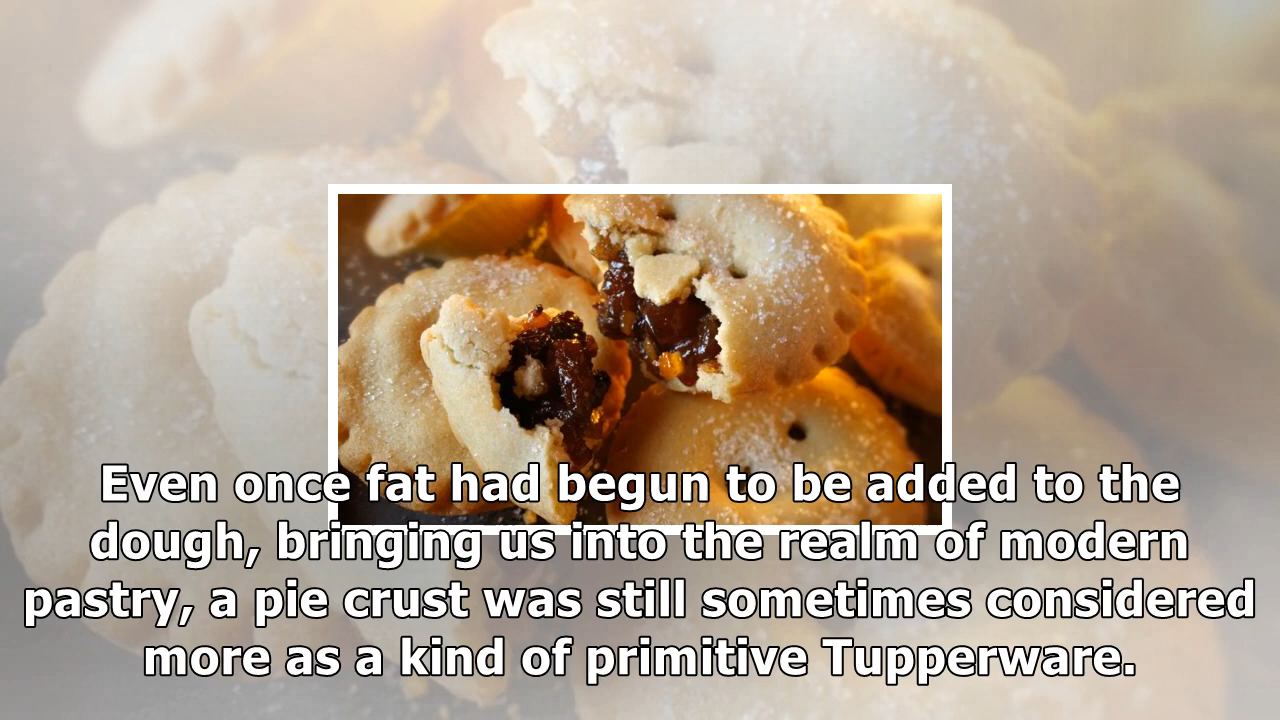 Even once fat had begun to be added to the
dough, bringing us into the realm of modern
pastry, a pie crust was still sometimes considered
more as a kind of primitive Tupperware.